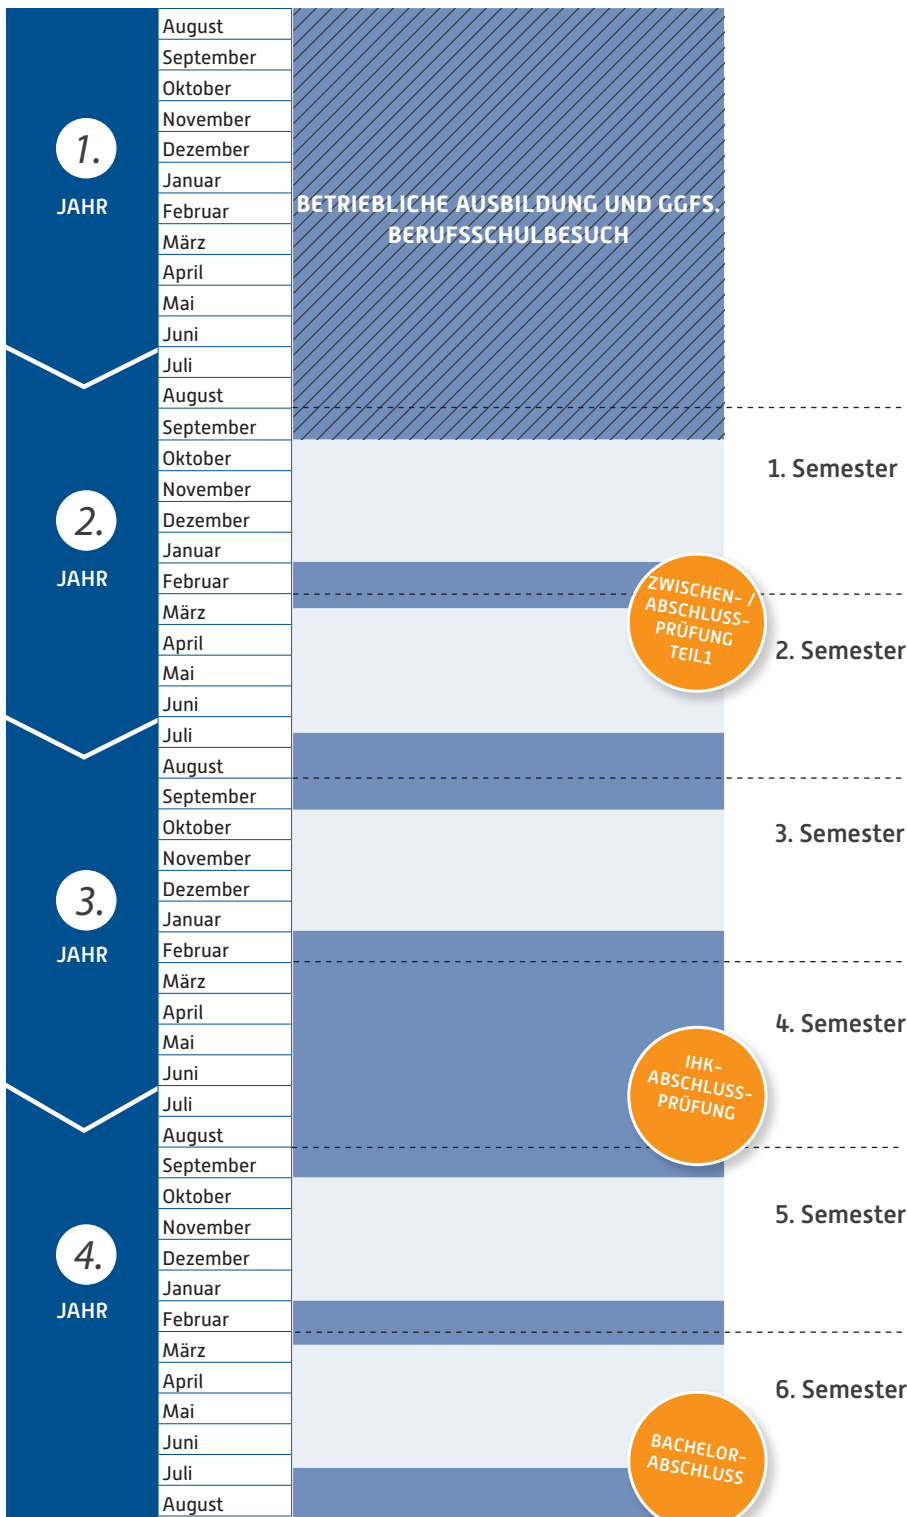 August
September
Oktober
November
Dezember
1.
Januar
JAHR
Februar
BETRIEBLICHE AUSBILDUNG UND GGFS.
BERUFSSCHULBESUCH
März
April
Mai
Juni
Juli
August
September
Oktober
1. Semester
November
Dezember
2.
Januar
JAHR
Februar
ZWISCHEN- /
ABSCHLUSS-
PRÜFUNG
TEIL1
März
April
2. Semester
Mai
Juni
Juli
August
September
Oktober
3. Semester
November
Dezember
3.
Januar
JAHR
Februar
März
April
4. Semester
Mai
Juni
IHK-
ABSCHLUSS-
PRÜFUNG
Juli
August
September
Oktober
5. Semester
November
Dezember
4.
Januar
JAHR
Februar
März
April
6. Semester
Mai
Juni
BACHELOR-
ABSCHLUSS
Juli
August